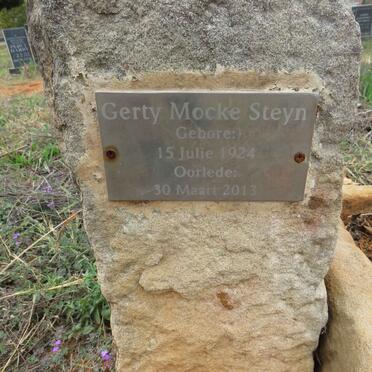 Gerty Mocke Steyn
Gebore:
15 Julie 1924
Oorlede:
30 Maart 2013